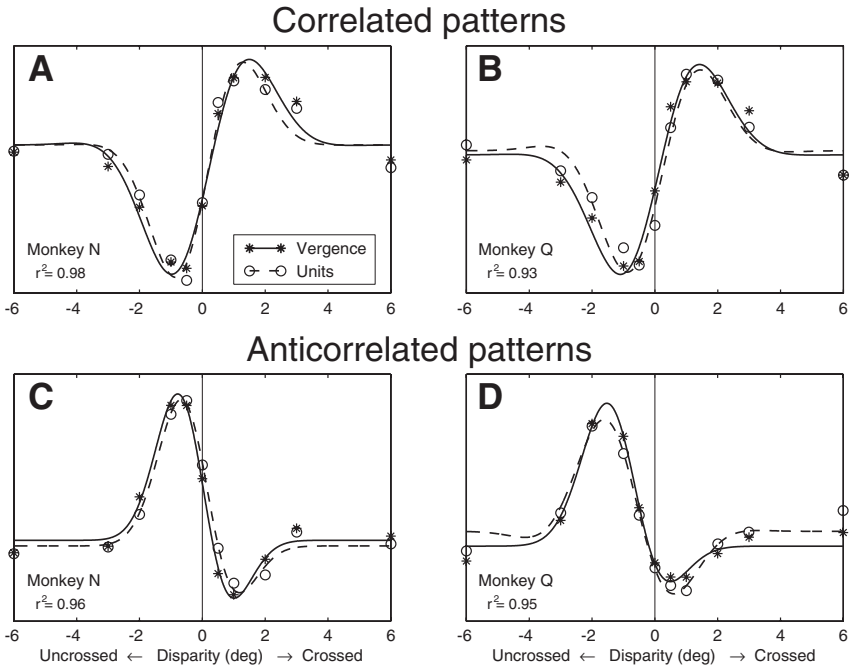 Correlated patterns
A
B
Monkey N
r²= 0.98
Vergence
Units
Monkey Q
r²= 0.93
-6 -4 -2 0 2 4 6
-6 -4 -2 0 2 4 6
Anticorrelated patterns
C
D
Monkey N
r²= 0.96
Monkey Q
r²= 0.95
-6 -4 -2 0 2 4 6
-6 -4 -2 0 2 4 6
Uncrossed ← Disparity (deg) → Crossed
Uncrossed ← Disparity (deg) → Crossed